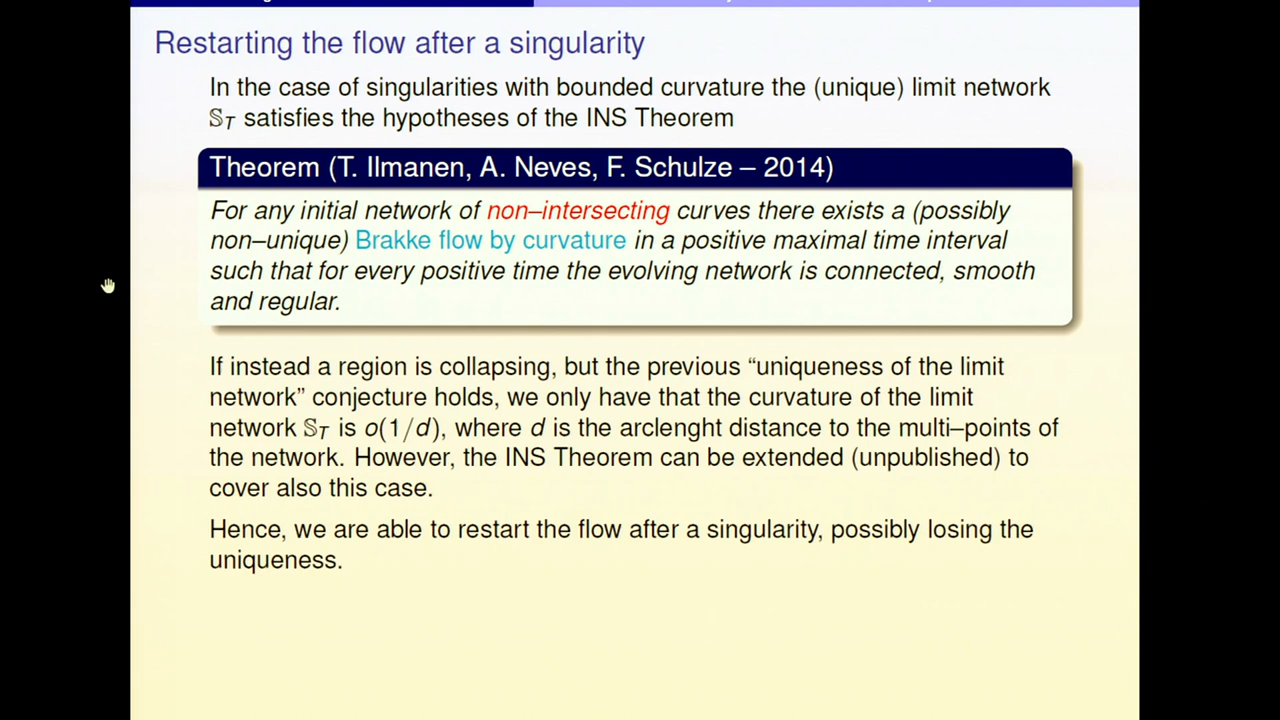 Restarting the flow after a singularity
In the case of singularities with bounded curvature the (unique) limit network
𝕊T satisfies the hypotheses of the INS Theorem
Theorem (T. Ilmanen, A. Neves, F. Schulze – 2014)
For any initial network of non–intersecting curves there exists a (possibly
non–unique) Brakke flow by curvature in a positive maximal time interval
such that for every positive time the evolving network is connected, smooth
and regular.
If instead a region is collapsing, but the previous “uniqueness of the limit
network” conjecture holds, we only have that the curvature of the limit
network 𝕊T is o(1/d), where d is the arclenght distance to the multi–points of
the network. However, the INS Theorem can be extended (unpublished) to
cover also this case.
Hence, we are able to restart the flow after a singularity, possibly losing the
uniqueness.